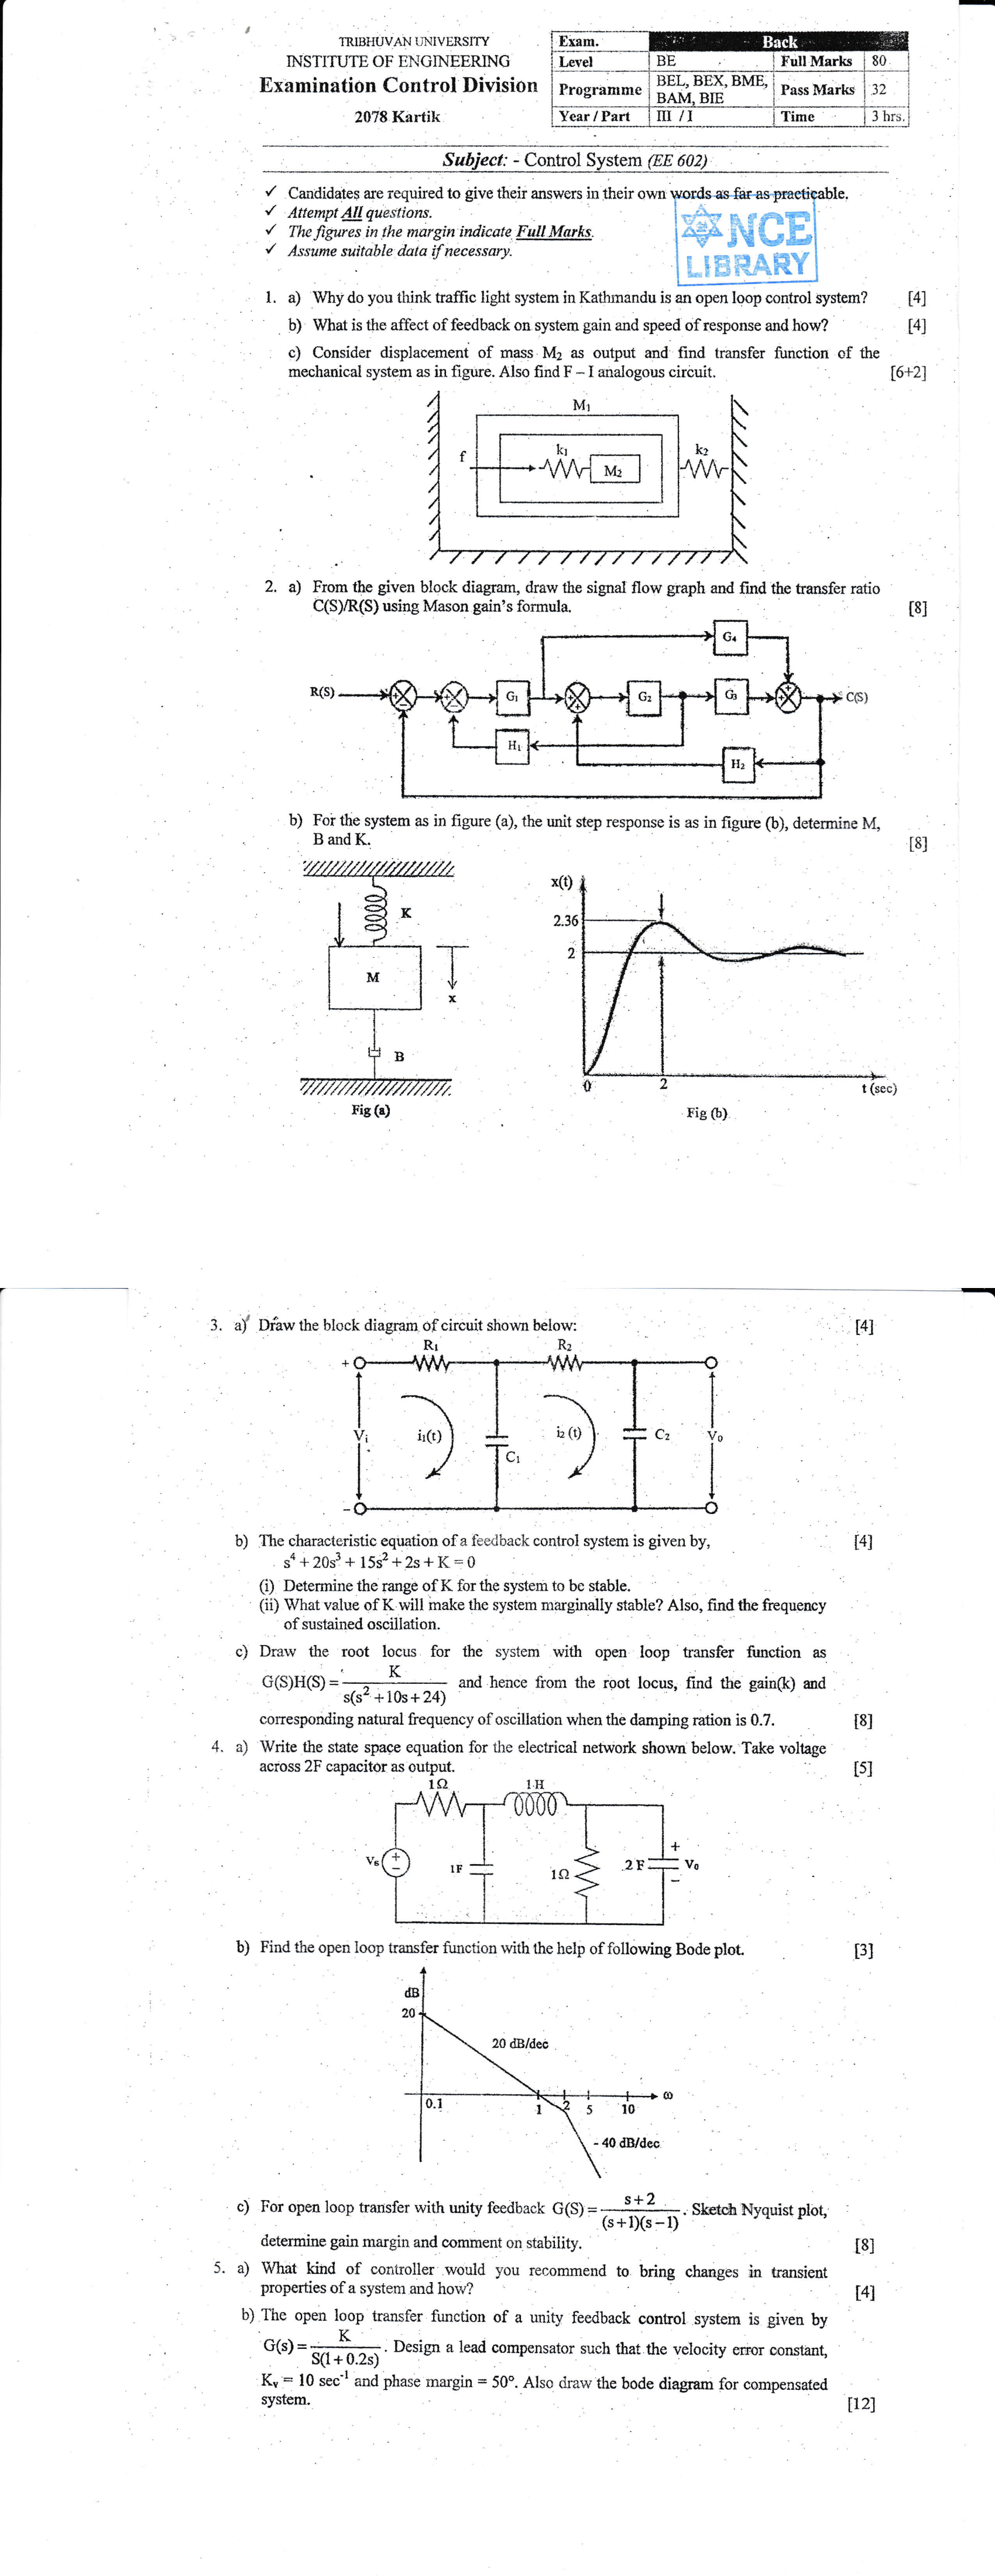 TRIBHUVAN UNIVERSITY
INSTITUTE OF ENGINEERING
Examination Control Division
2078 Kartik
Exam. Back
Level BE Full Marks 80
Programme BEL, BEX, BME, BAM, BIE Pass Marks 32
Year / Part III / I Time 3 hrs.
Subject: - Control System (EE 602)
✓ Candidates are required to give their answers in their own words as far as practicable.
✓ Attempt All questions.
✓ The figures in the margin indicate Full Marks.
✓ Assume suitable data if necessary.
NCE
LIBRARY
1. a) Why do you think traffic light system in Kathmandu is an open loop control system? [4]
b) What is the affect of feedback on system gain and speed of response and how? [4]
c) Consider displacement of mass M₂ as output and find transfer function of the
mechanical system as in figure. Also find F – I analogous circuit. [6+2]
M₁
f k₁ M₂ k₂
2. a) From the given block diagram, draw the signal flow graph and find the transfer ratio
C(S)/R(S) using Mason gain's formula. [8]
G₄
R(S) G₁ G₂ G₃ C(S)
H₁
H₂
b) For the system as in figure (a), the unit step response is as in figure (b), determine M,
B and K. [8]
K
M
x
B
Fig (a)
x(t)
2.36
2
0 2 t (sec)
Fig (b)
3. a) Draw the block diagram of circuit shown below: [4]
R₁ R₂
+
Vi i₁(t) C₁ i₂ (t) C₂ Vo
-
b) The characteristic equation of a feedback control system is given by, [4]
s⁴ + 20s³ + 15s² + 2s + K = 0
(i) Determine the range of K for the system to be stable.
(ii) What value of K will make the system marginally stable? Also, find the frequency
of sustained oscillation.
c) Draw the root locus for the system with open loop transfer function as
G(S)H(S) = K / s(s² + 10s + 24) and hence from the root locus, find the gain(k) and
corresponding natural frequency of oscillation when the damping ration is 0.7. [8]
4. a) Write the state space equation for the electrical network shown below. Take voltage
across 2F capacitor as output. [5]
1Ω 1 H
Vs + - 1F 1Ω 2 F + V₀ -
b) Find the open loop transfer function with the help of following Bode plot. [3]
dB
20
20 dB/dec
0.1 1 2 5 10 ω
- 40 dB/dec
c) For open loop transfer with unity feedback G(S) = s+2 / (s+1)(s−1) . Sketch Nyquist plot,
determine gain margin and comment on stability. [8]
5. a) What kind of controller would you recommend to bring changes in transient
properties of a system and how? [4]
b) The open loop transfer function of a unity feedback control system is given by
G(s) = K / S(1+0.2s) . Design a lead compensator such that the velocity error constant,
Kᵥ = 10 sec⁻¹ and phase margin = 50°. Also draw the bode diagram for compensated
system. [12]